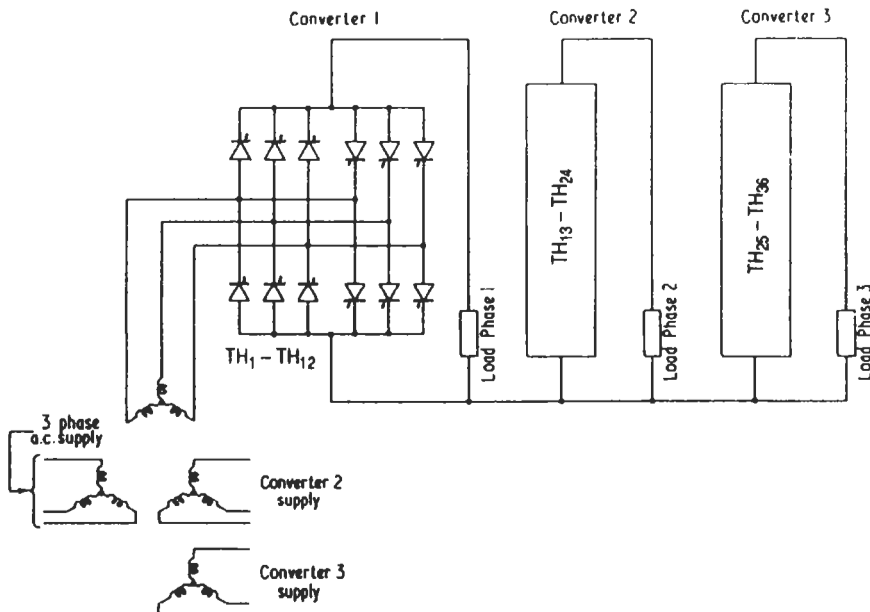 Converter 1
Converter 2
Converter 3
TH₁ – TH₁₂
TH₁₃ – TH₂₄
TH₂₅ – TH₃₆
Load Phase 1
Load Phase 2
Load Phase 3
3 phase
a.c. supply
Converter 2
supply
Converter 3
supply